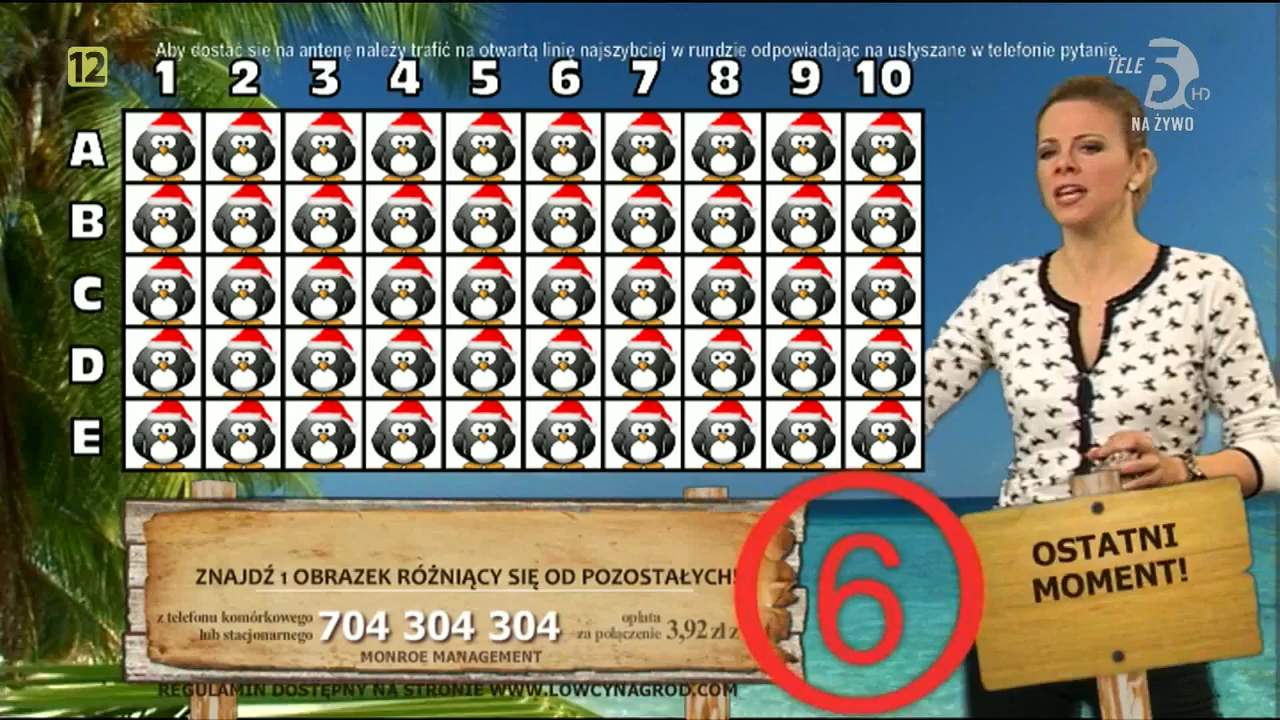 Aby dostać się na antenę należy trafić na otwartą linię najszybciej w rundzie odpowiadając na usłyszane w telefonie pytanie.
12
TELE 5 HD
NA ŻYWO
1 2 3 4 5 6 7 8 9 10
A
B
C
D
E
ZNAJDŹ 1 OBRAZEK RÓŻNIĄCY SIĘ OD POZOSTAŁYCH!
z telefonu komórkowego
lub stacjonarnego
704 304 304
opłata
za połączenie 3,92 zł z
MONROE MANAGEMENT
REGULAMIN DOSTĘPNY NA STRONIE WWW.LOWCYNAGROD.COM
6
OSTATNI
MOMENT!